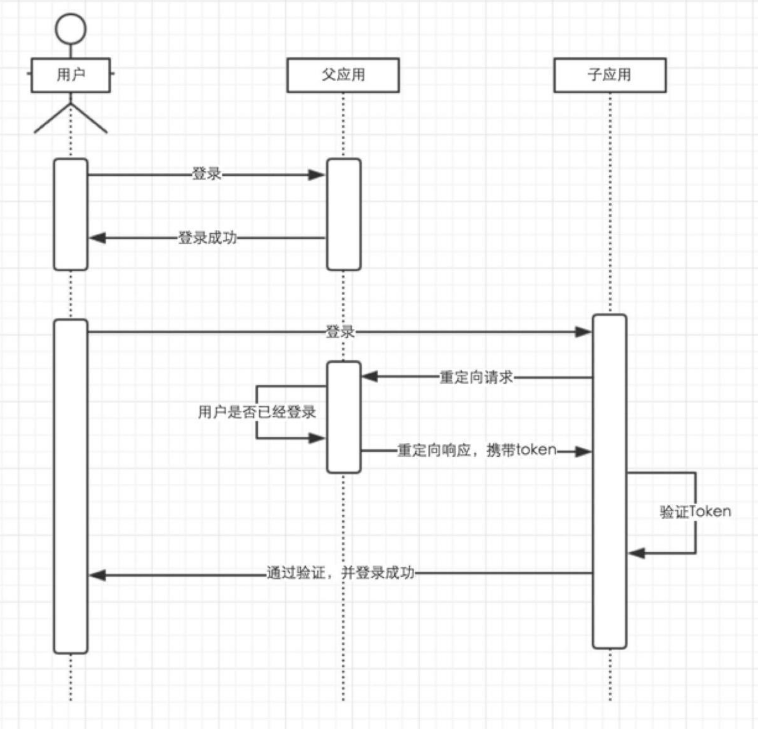 用户
父应用
子应用
登录
登录成功
登录
重定向请求
用户是否已经登录
重定向响应，携带token
验证Token
通过验证，并登录成功